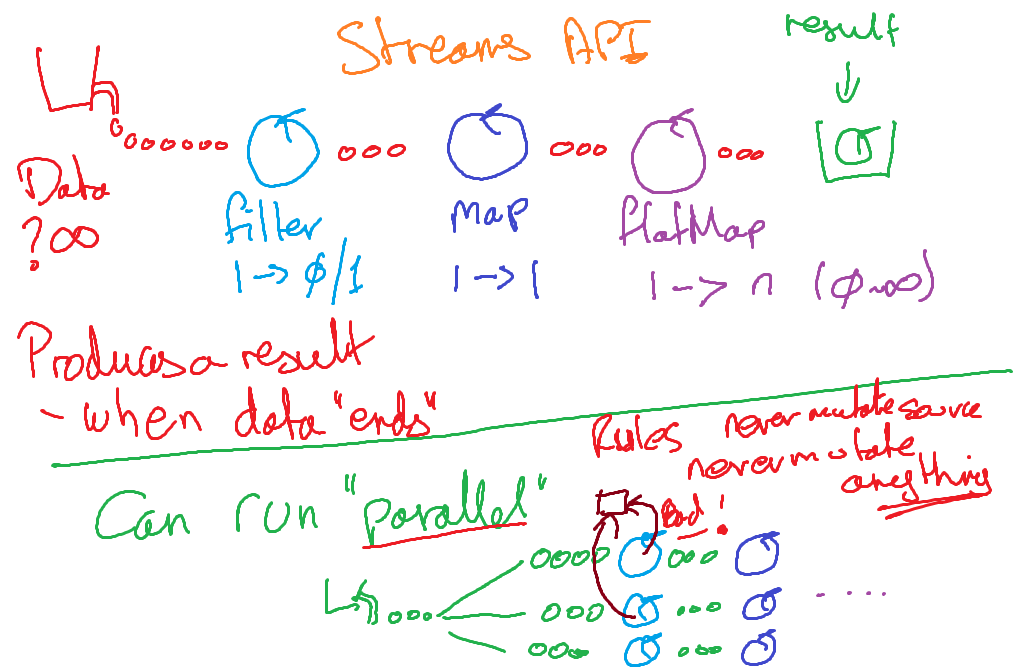 Streams API
result
Data
? ∞
filter
1 -> ø/1
Map
1 -> 1
flatMap
1 -> n (ø~∞)
Produces a result
- when data "ends"
Rules never mutate source
never mutate
anything
Can run "parallel"
Bad!